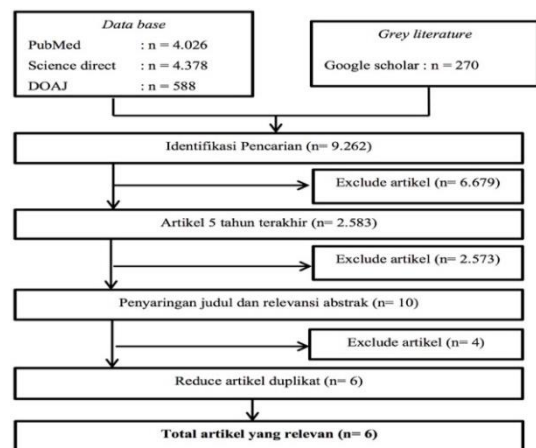 Data base
PubMed : n = 4.026
Science direct : n = 4.378
DOAJ : n = 588
Grey literature
Google scholar : n = 270
Identifikasi Pencarian (n= 9.262)
Exclude artikel (n= 6.679)
Artikel 5 tahun terakhir (n= 2.583)
Exclude artikel (n= 2.573)
Penyaringan judul dan relevansi abstrak (n= 10)
Exclude artikel (n= 4)
Reduce artikel duplikat (n= 6)
Total artikel yang relevan (n= 6)